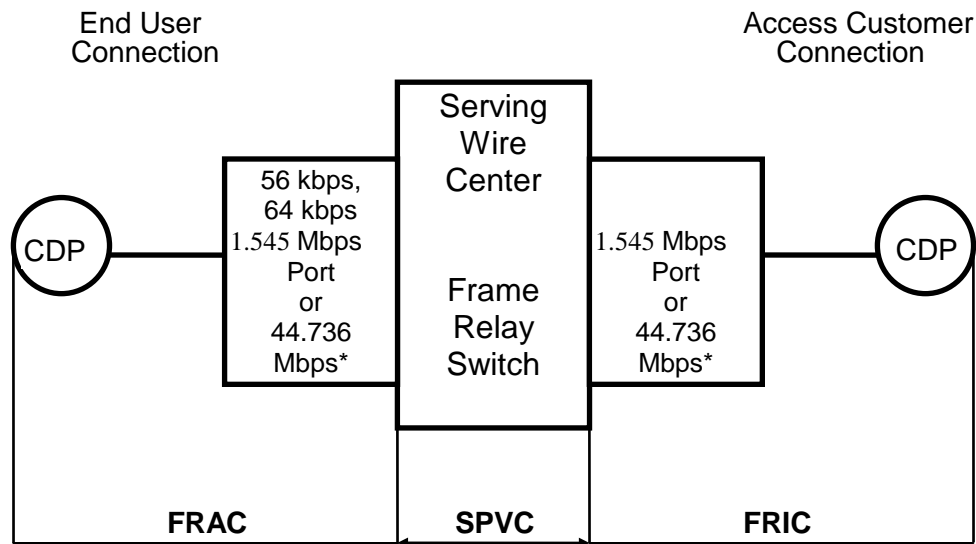 End User
Connection
Access Customer
Connection
CDP
56 kbps,
64 kbps
1.545 Mbps
Port
or
44.736
Mbps*
Serving
Wire
Center
Frame
Relay
Switch
1.545 Mbps
Port
or
44.736
Mbps*
CDP
FRAC
SPVC
FRIC